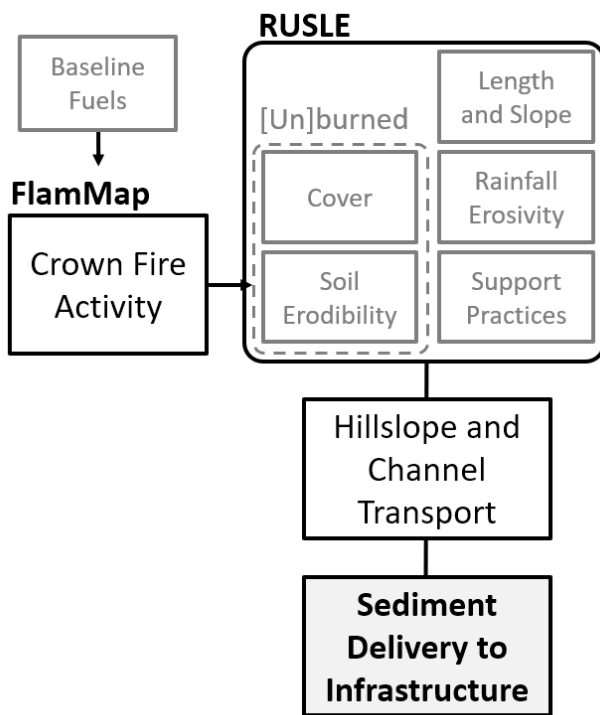 RUSLE
Baseline
Fuels
FlamMap
Crown Fire
Activity
[Un]burned
Cover
Soil
Erodibility
Length
and Slope
Rainfall
Erosivity
Support
Practices
Hillslope and
Channel
Transport
Sediment
Delivery to
Infrastructure